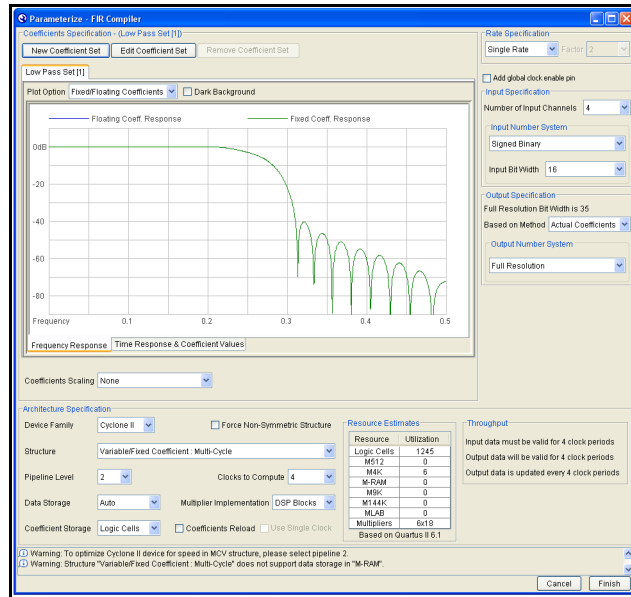 Parameterize - FIR Compiler
Coefficients Specification - (Low Pass Set [1])
New Coefficient Set
Edit Coefficient Set
Remove Coefficient Set
Low Pass Set [1]
Plot Option
Fixed/Floating Coefficients
Dark Background
Floating Coeff. Response
Fixed Coeff. Response
0dB
-20
-40
-60
-80
Frequency
0.1
0.2
0.3
0.4
0.5
Frequency Response
Time Response & Coefficient Values
Coefficients Scaling
None
Rate Specification
Single Rate
Factor
2
Add global clock enable pin
Input Specification
Number of Input Channels
4
Input Number System
Signed Binary
Input Bit Width
16
Output Specification
Full Resolution Bit Width is 35
Based on Method
Actual Coefficients
Output Number System
Full Resolution
Architecture Specification
Device Family
Cyclone II
Force Non-Symmetric Structure
Structure
Variable/Fixed Coefficient : Multi-Cycle
Pipeline Level
2
Clocks to Compute
4
Data Storage
Auto
Multiplier Implementation
DSP Blocks
Coefficient Storage
Logic Cells
Coefficients Reload
Use Single Clock
Resource Estimates
Resource Utilization
Logic Cells 1245
M512 0
M4K 6
M-RAM 0
M9K 0
M144K 0
MLAB 0
Multipliers 6x18
Based on Quartus II 6.1
Throughput
Input data must be valid for 4 clock periods
Output data will be valid for 4 clock periods
Output data is updated every 4 clock periods
Warning: To optimize Cyclone II device for speed in MCV structure, please select pipeline 2.
Warning: Structure "Variable/Fixed Coefficient : Multi-Cycle" does not support data storage in "M-RAM".
Cancel
Finish